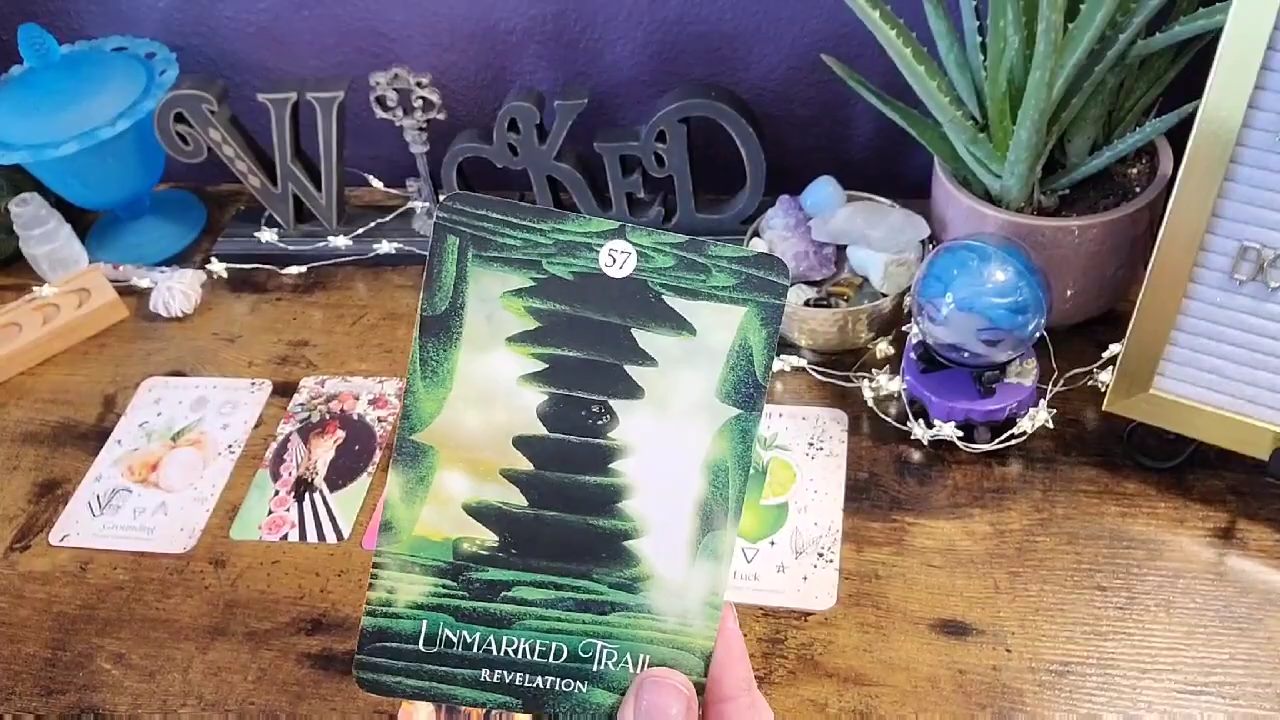 WICKED
57
UNMARKED TRAIL
REVELATION
Grounding
Luck